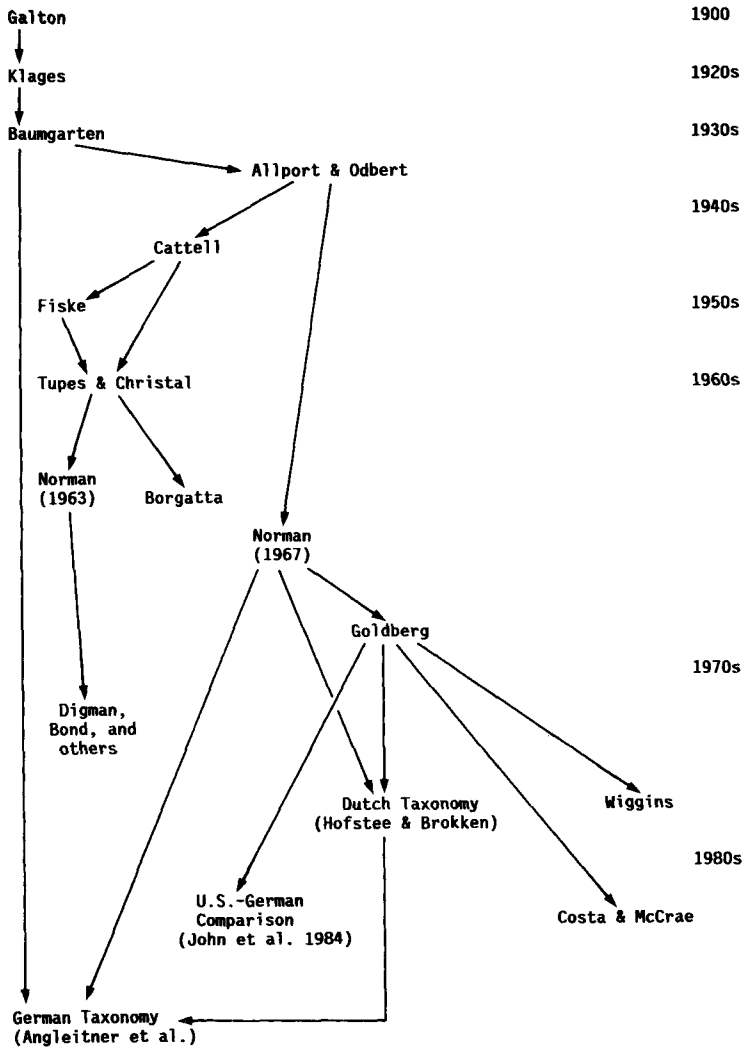 Galton
1900
Klages
1920s
Baumgarten
1930s
Allport & Odbert
1940s
Cattell
Fiske
1950s
Tupes & Christal
1960s
Norman
(1963)
Borgatta
Norman
(1967)
Goldberg
1970s
Digman,
Bond, and
others
Dutch Taxonomy
(Hofstee & Brokken)
Wiggins
1980s
U.S.-German
Comparison
(John et al. 1984)
Costa & McCrae
German Taxonomy
(Angleitner et al.)